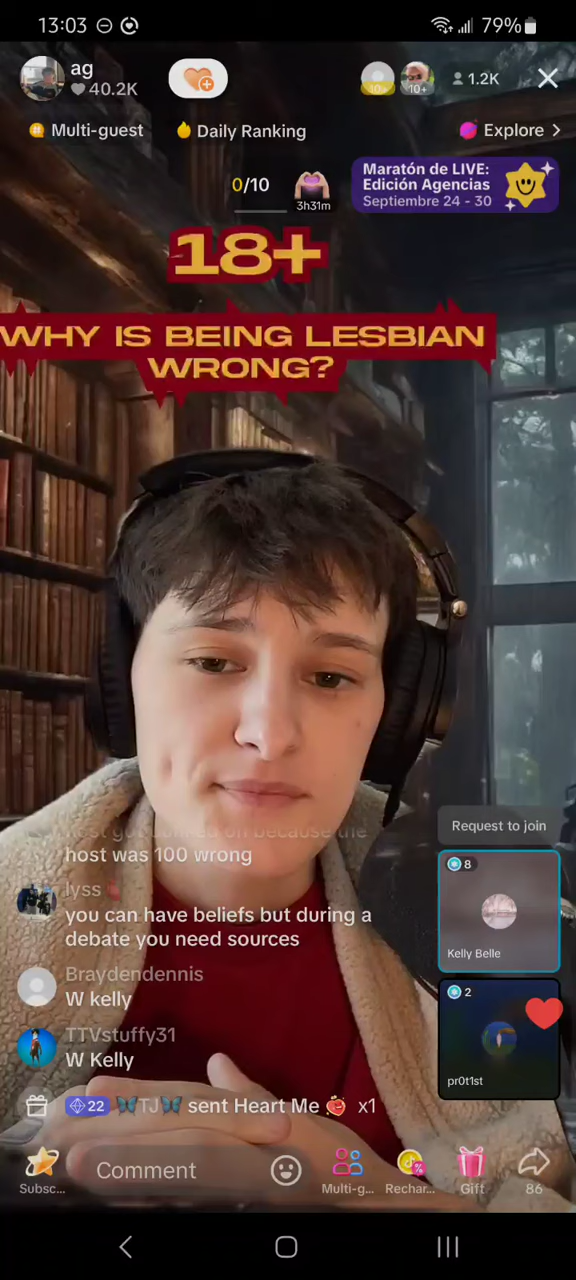 13:03
79%
ag
40.2K
10+
10+
1.2K
Multi-guest
Daily Ranking
Explore >
0/10
3h31m
Maratón de LIVE:
Edición Agencias
Septiembre 24 - 30
18+
WHY IS BEING LESBIAN
WRONG?
Request to join
host was 100 wrong
8
Kelly Belle
lyss
you can have beliefs but during a
debate you need sources
Braydendennis
W kelly
2
pr0t1st
TTVstuffy31
W Kelly
22 TJ sent Heart Me x1
Comment
Subsc...
Multi-g...
Rechar...
Gift
86